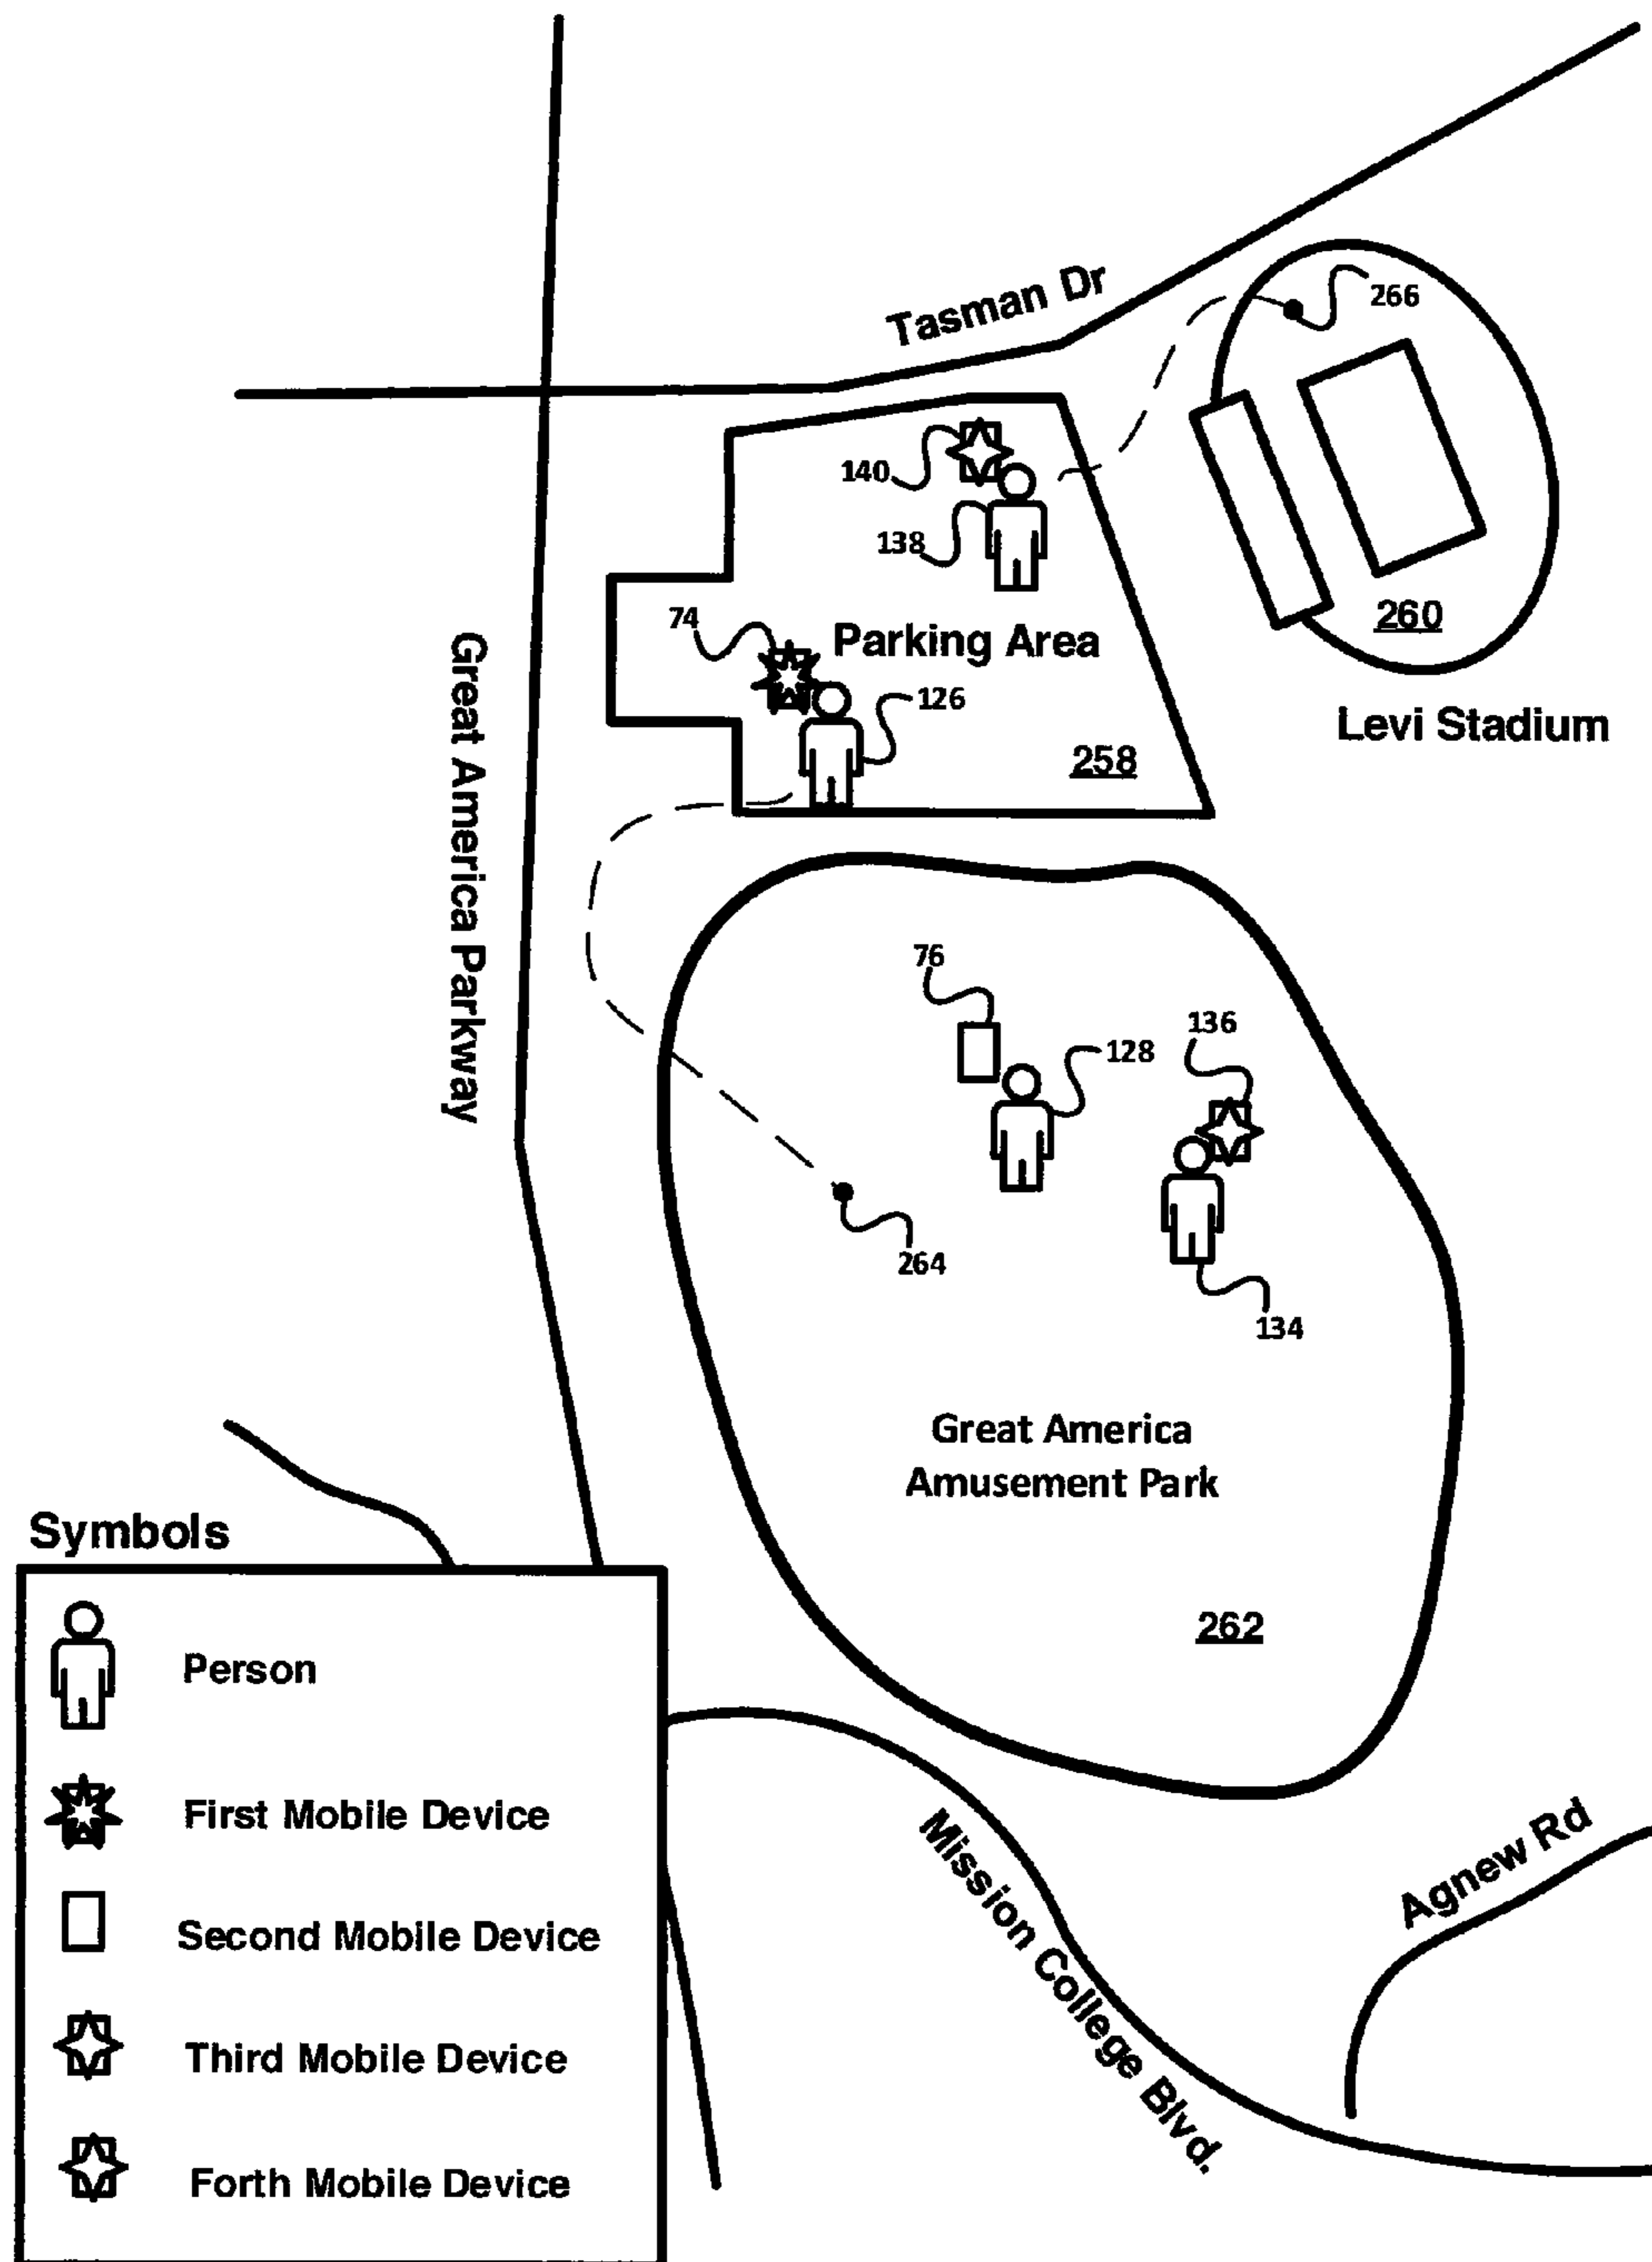 Tasman Dr
266
140
138
260
74
Parking Area
126
Levi Stadium
258
Great America Parkway
76
128
136
264
134
Great America
Amusement Park
262
Symbols
Person
First Mobile Device
Second Mobile Device
Third Mobile Device
Forth Mobile Device
Mission College Blvd.
Agnew Rd